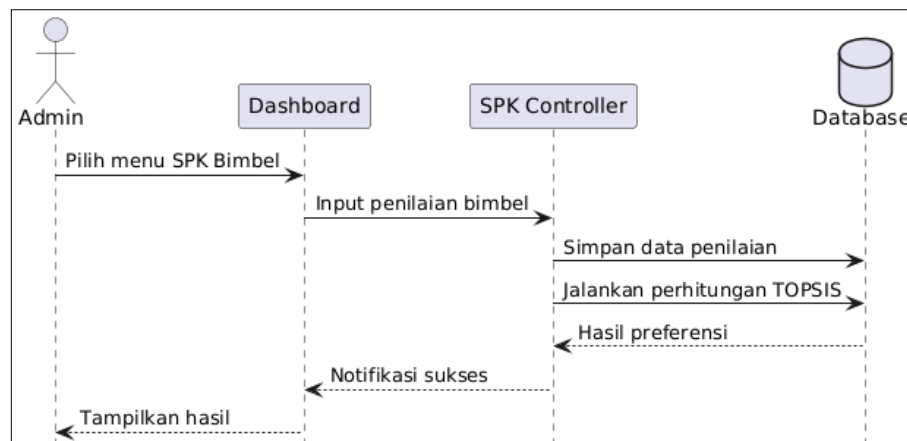 Admin
Dashboard
SPK Controller
Database
Pilih menu SPK Bimbel
Input penilaian bimbel
Simpan data penilaian
Jalankan perhitungan TOPSIS
Hasil preferensi
Notifikasi sukses
Tampilkan hasil